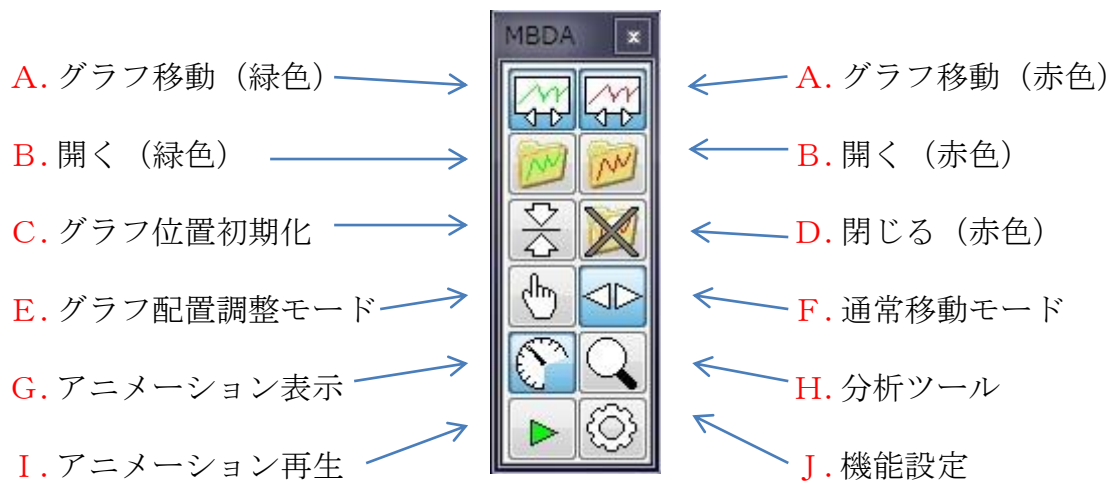 MBDA
A.グラフ移動（緑色）
A.グラフ移動（赤色）
B.開く（緑色）
B.開く（赤色）
C.グラフ位置初期化
D.閉じる（赤色）
E.グラフ配置調整モード
F.通常移動モード
G.アニメーション表示
H.分析ツール
I.アニメーション再生
J.機能設定